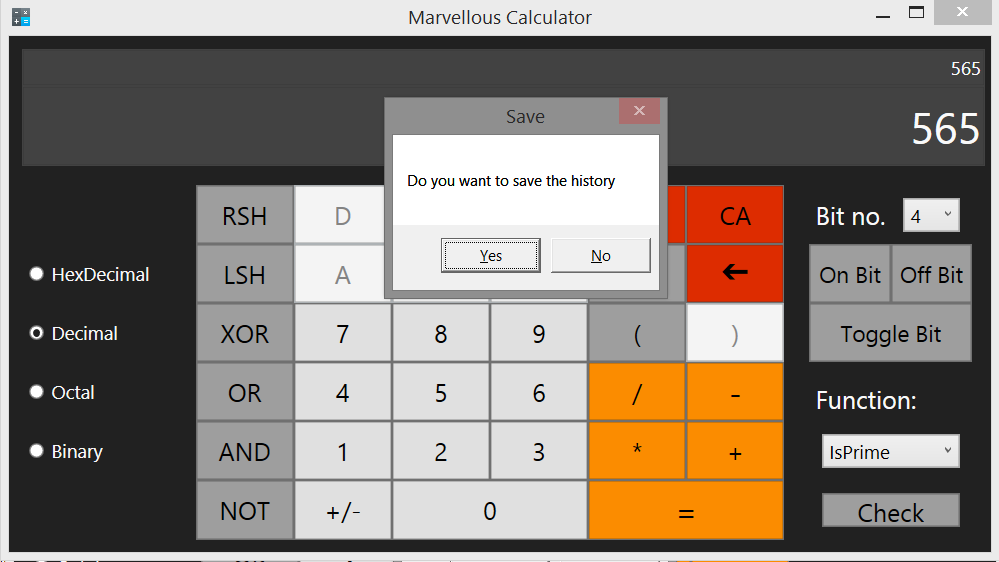 Marvellous Calculator
565
565
Save
Do you want to save the history
Yes No
RSH D CA Bit no. 4
HexDecimal LSH A ← On Bit Off Bit
Decimal XOR 7 8 9 ( ) Toggle Bit
Octal OR 4 5 6 / - Function:
Binary AND 1 2 3 * + IsPrime
NOT +/- 0 = Check